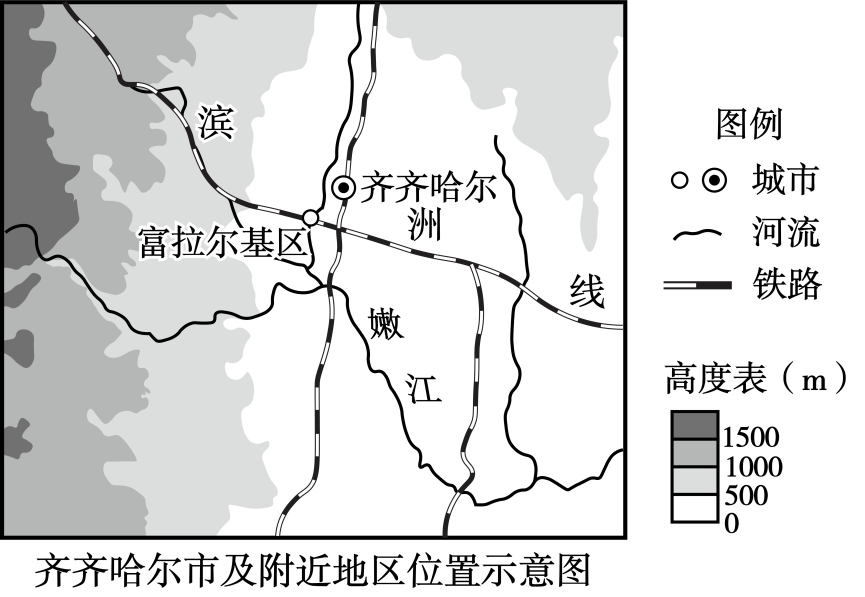 滨
齐齐哈尔
洲
富拉尔基区
线
嫩
江
图例
城市
河流
铁路
高度表（m）
1500
1000
500
0
齐齐哈尔市及附近地区位置示意图